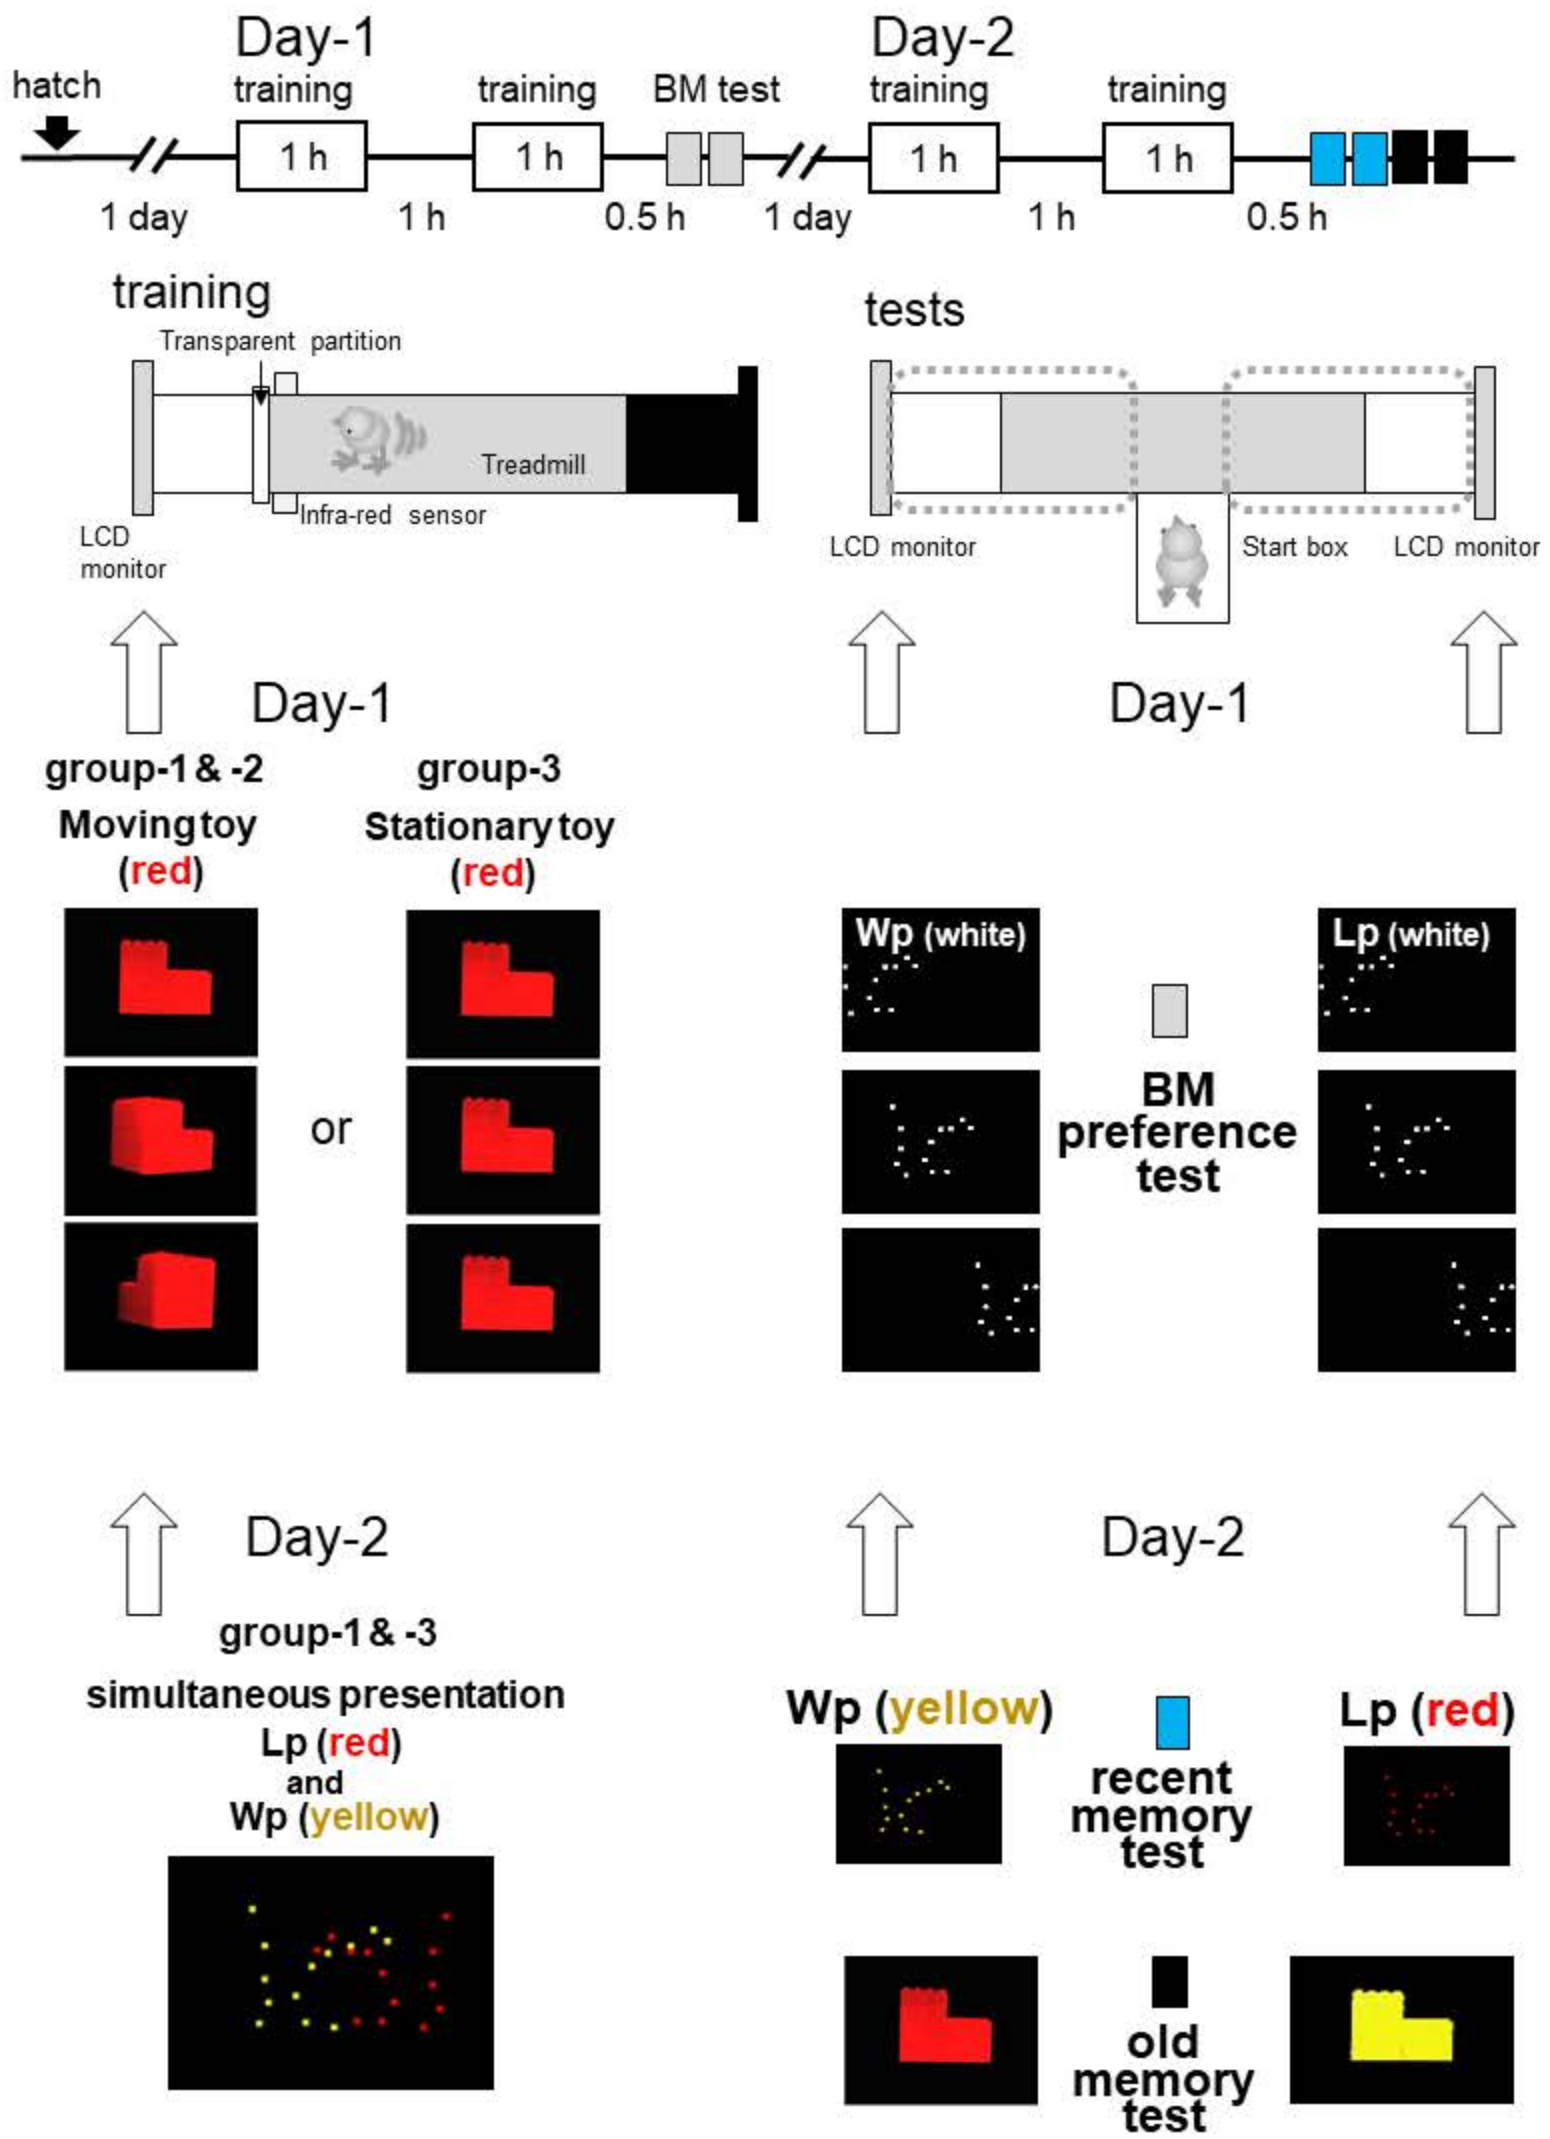 Day-1
Day-2
hatch
training
training
BM test
training
training
1 h
1 h
1 h
1 h
1 day
1 h
0.5 h
1 day
1 h
0.5 h
training
Transparent partition
Treadmill
Infra-red sensor
LCD
monitor
tests
LCD monitor
Start box
LCD monitor
Day-1
group-1 & -2
Moving toy
(red)
group-3
Stationary toy
(red)
or
Day-1
Wp (white)
Lp (white)
BM
preference
test
Day-2
group-1 & -3
simultaneous presentation
Lp (red)
and
Wp (yellow)
Day-2
Wp (yellow)
Lp (red)
recent
memory
test
old
memory
test